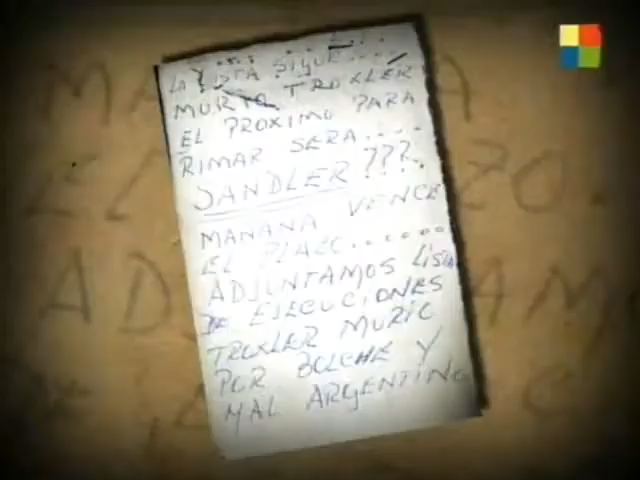 LA LISTA SIGUE....
MURIO TROXLER
EL PROXIMO PARA
RIMAR SERA....
SANDLER ???.
MAÑANA VENCE
EL PLAZO.......
ADJUNTAMOS LISTA
DE EJECUCIONES
TROXLER MURIO
POR BOLCHE Y
MAL ARGENTINO